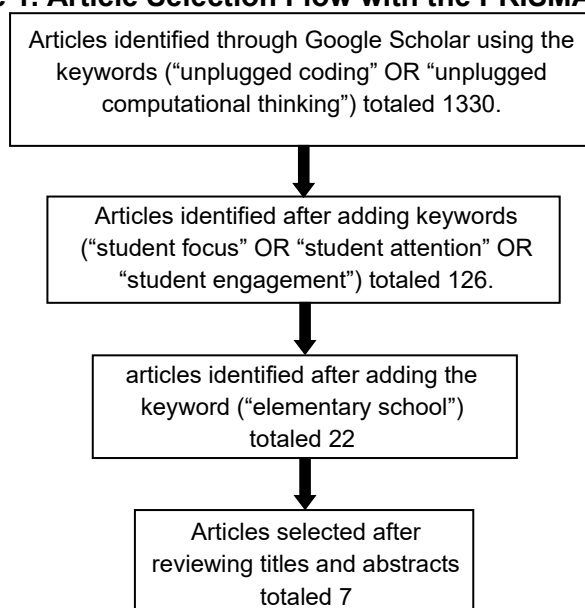 1. Article Selection Flow with the PRISMA
Articles identified through Google Scholar using the
keywords (“unplugged coding” OR “unplugged
computational thinking”) totaled 1330.
Articles identified after adding keywords
(“student focus” OR “student attention” OR
“student engagement”) totaled 126.
articles identified after adding the
keyword (“elementary school”)
totaled 22
Articles selected after
reviewing titles and abstracts
totaled 7